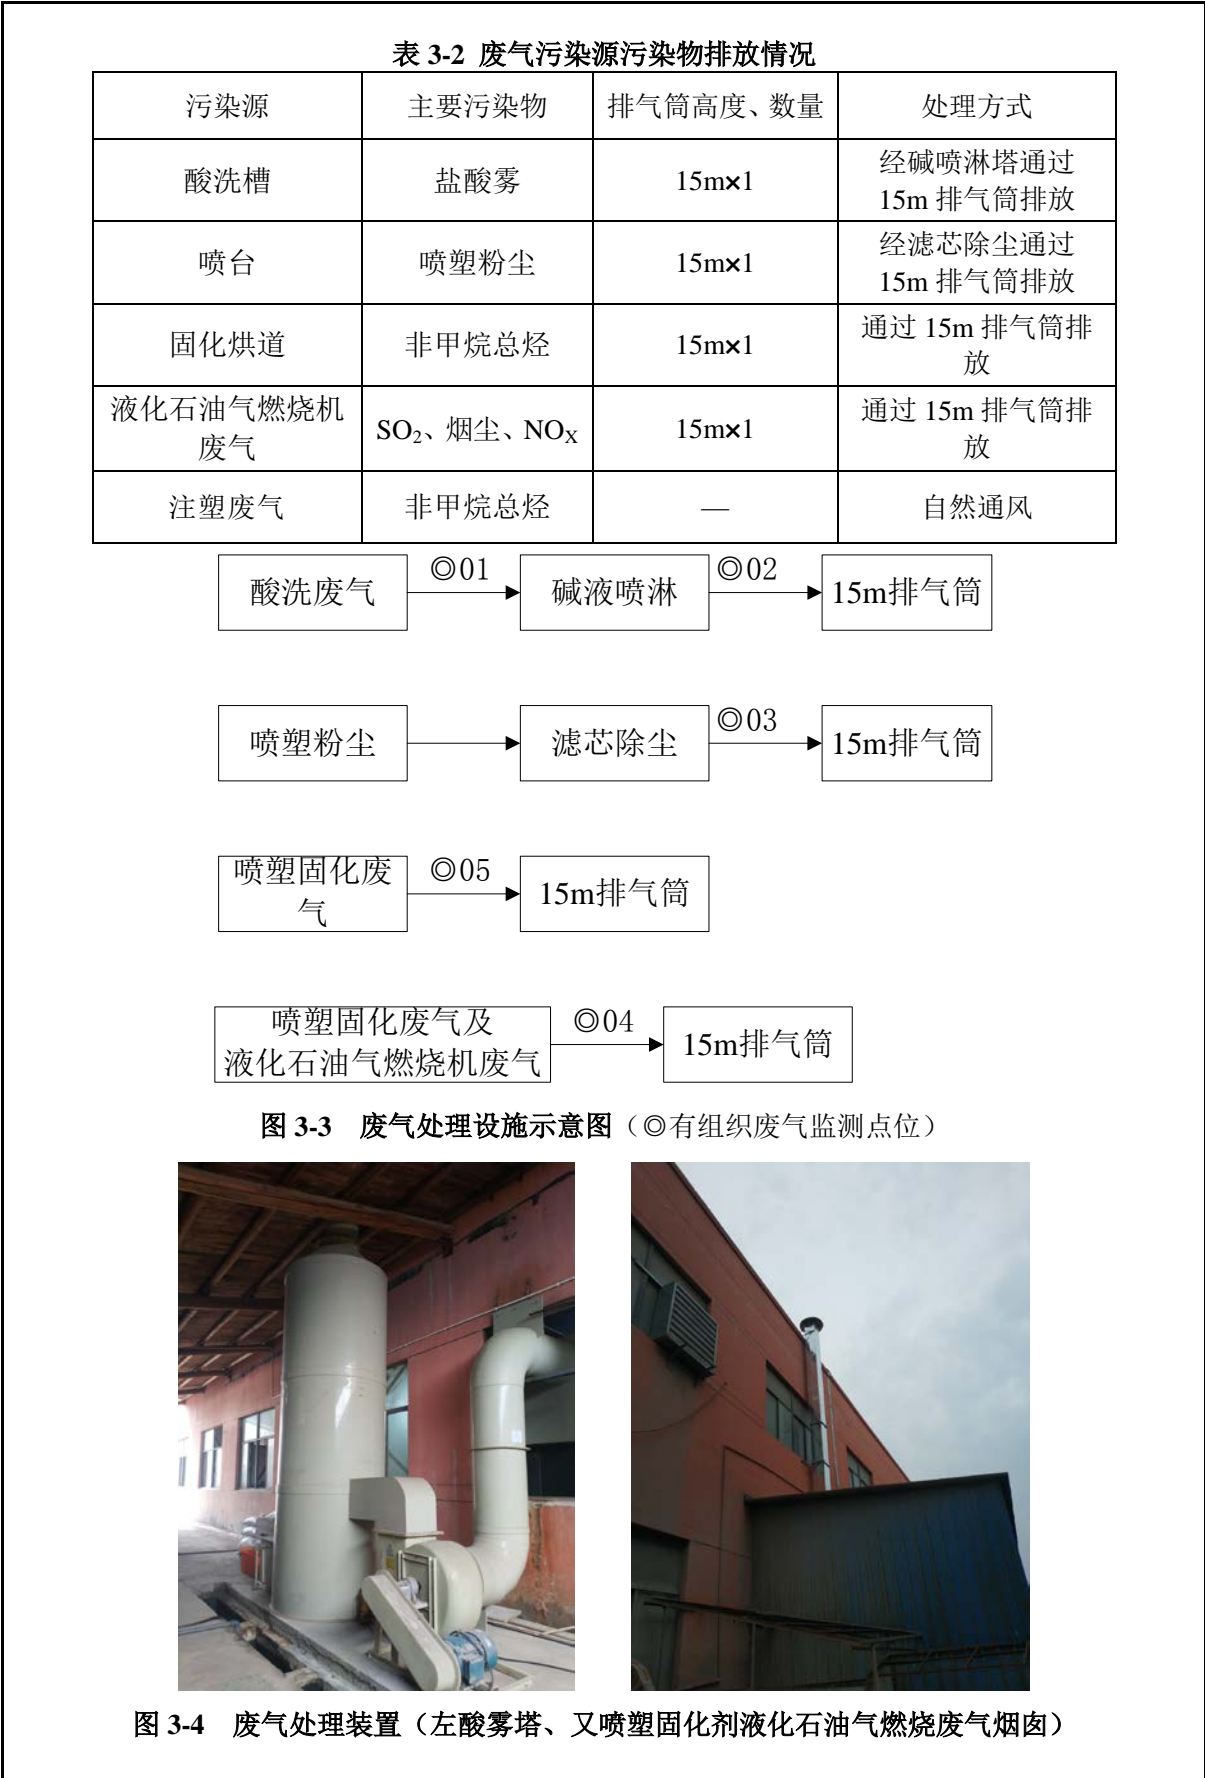 表 3-2 废气污染源污染物排放情况
污染源 主要污染物 排气筒高度、数量 处理方式
酸洗槽 盐酸雾 15m×1 经碱喷淋塔通过
15m 排气筒排放
喷台 喷塑粉尘 15m×1 经滤芯除尘通过
15m 排气筒排放
固化烘道 非甲烷总烃 15m×1 通过 15m 排气筒排
放
液化石油气燃烧机
废气 SO₂、烟尘、NOX 15m×1 通过 15m 排气筒排
放
注塑废气 非甲烷总烃 — 自然通风
酸洗废气 ◎01 碱液喷淋 ◎02 15m排气筒
喷塑粉尘 滤芯除尘 ◎03 15m排气筒
喷塑固化废
气 ◎05 15m排气筒
喷塑固化废气及
液化石油气燃烧机废气 ◎04 15m排气筒
图 3-3 废气处理设施示意图（◎有组织废气监测点位）
图 3-4 废气处理装置（左酸雾塔、又喷塑固化剂液化石油气燃烧废气烟囱）